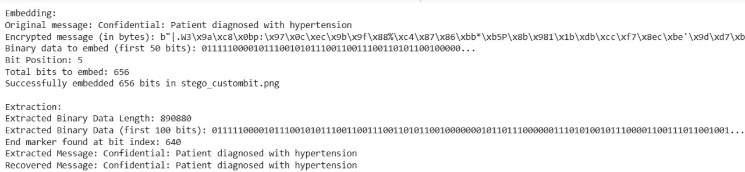 Embedding:
Original message: Confidential: Patient diagnosed with hypertension
Encrypted message (in bytes): b"|.W3\x9a\xc8\x0bp:\x97\x0c\xec\x9b\x9f\x88%\xc4\x87\x86\xbb*\xb5P\x8b\x981\x1b\xdb\xcc\xf7\x8ec\xbe'\x9d\xd7\xb
Binary data to embed (first 50 bits): 01111100001011100101011100110011100110101100100000...
Bit Position: 5
Total bits to embed: 656
Successfully embedded 656 bits in stego_custombit.png
Extraction:
Extracted Binary Data Length: 890880
Extracted Binary Data (first 100 bits): 0111110000101110010101110011001110011010110010000000101101110000001110101001011100001100111011001001...
End marker found at bit index: 640
Extracted Message: Confidential: Patient diagnosed with hypertension
Recovered Message: Confidential: Patient diagnosed with hypertension